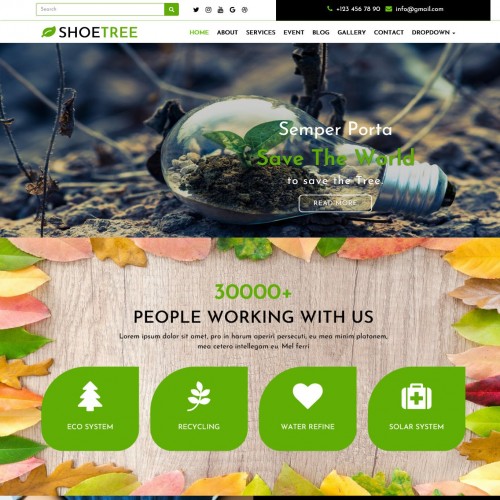 Search
+123 456 78 90 info@gmail.com
SHOETREE
HOME ABOUT SERVICES EVENT BLOG GALLERY CONTACT DROPDOWN
Semper Porta
Save The World
to save the Tree.
READ MORE
30000+
PEOPLE WORKING WITH US
Lorem ipsum dolor sit amet, pro in harum aperiri persecuti, eu mea minim platonem,
mea cetero intellegam eu. Mel ferri
ECO SYSTEM
RECYCLING
WATER REFINE
SOLAR SYSTEM